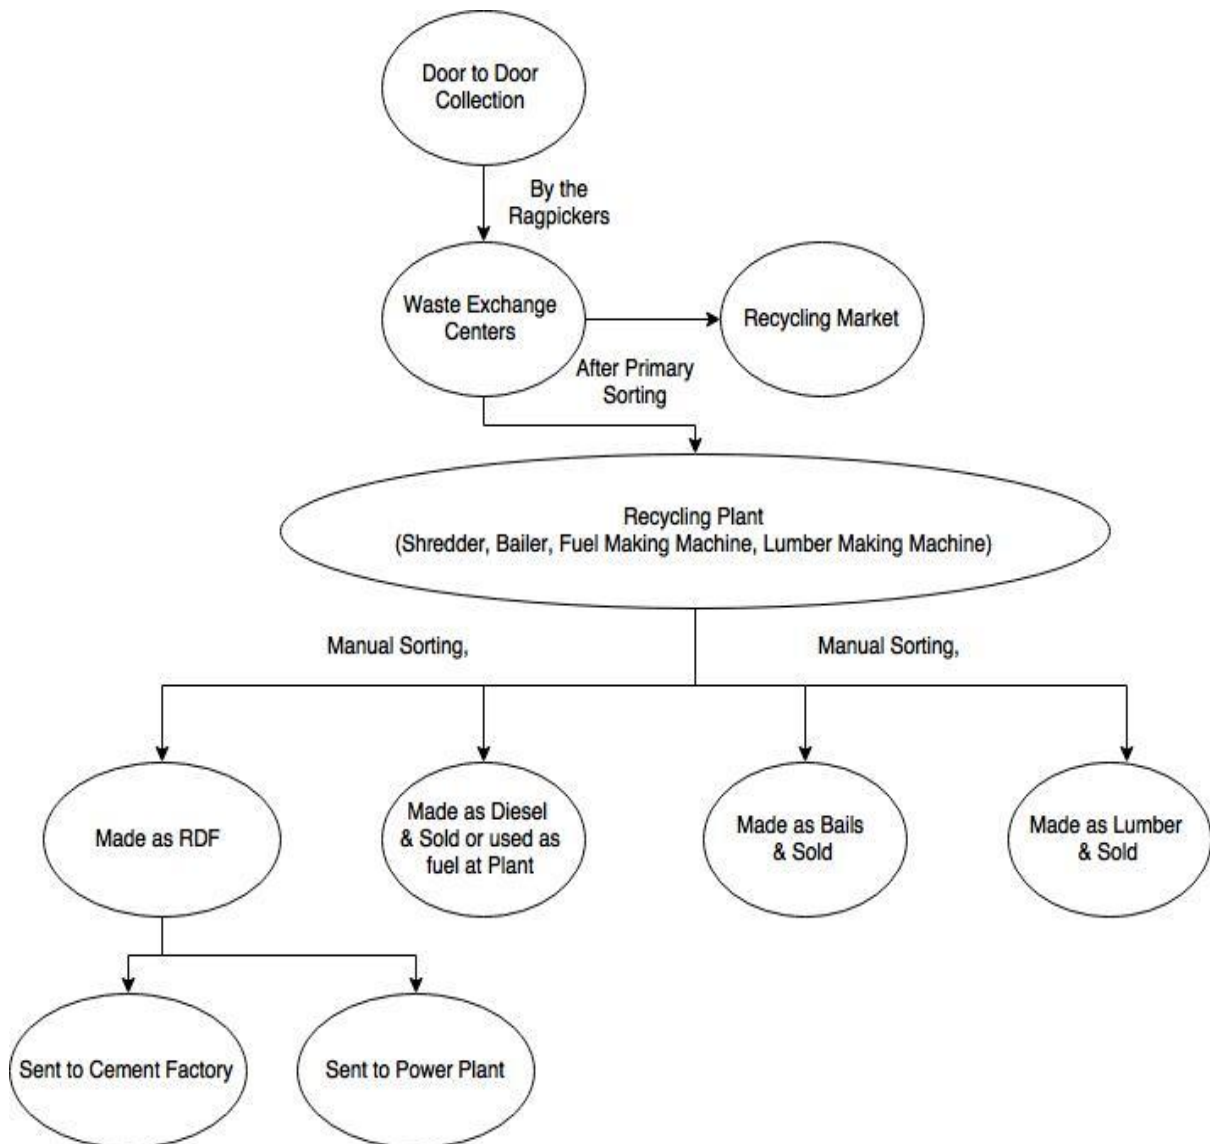 Door to Door
Collection
By the
Ragpickers
Waste Exchange
Centers
Recycling Market
After Primary
Sorting
Recycling Plant
(Shredder, Bailer, Fuel Making Machine, Lumber Making Machine)
Manual Sorting,
Manual Sorting,
Made as RDF
Made as Diesel
& Sold or used as
fuel at Plant
Made as Bails
& Sold
Made as Lumber
& Sold
Sent to Cement Factory
Sent to Power Plant